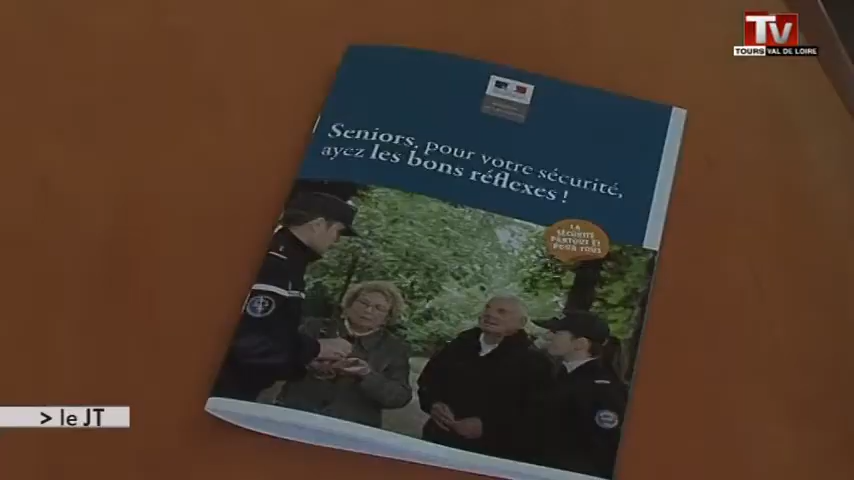 TV
TOURS VAL DE LOIRE
Seniors, pour votre sécurité,
ayez les bons réflexes !
LA
SÉCURITÉ
PARTOUT ET
POUR TOUS
> le JT